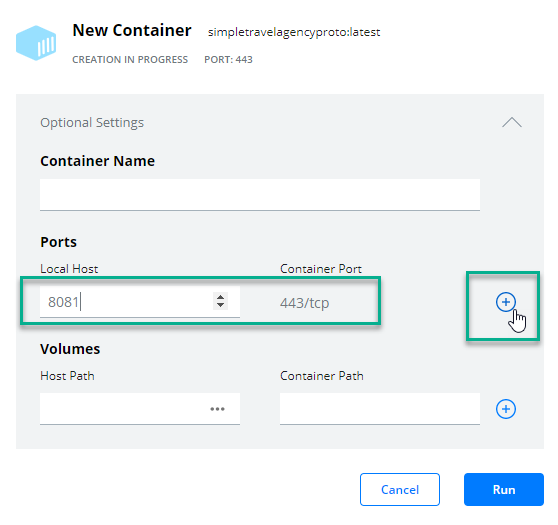 New Container simpletravelagencyproto:latest
CREATION IN PROGRESS PORT: 443
Optional Settings
Container Name
Ports
Local Host Container Port
8081 443/tcp
Volumes
Host Path Container Path
Cancel Run